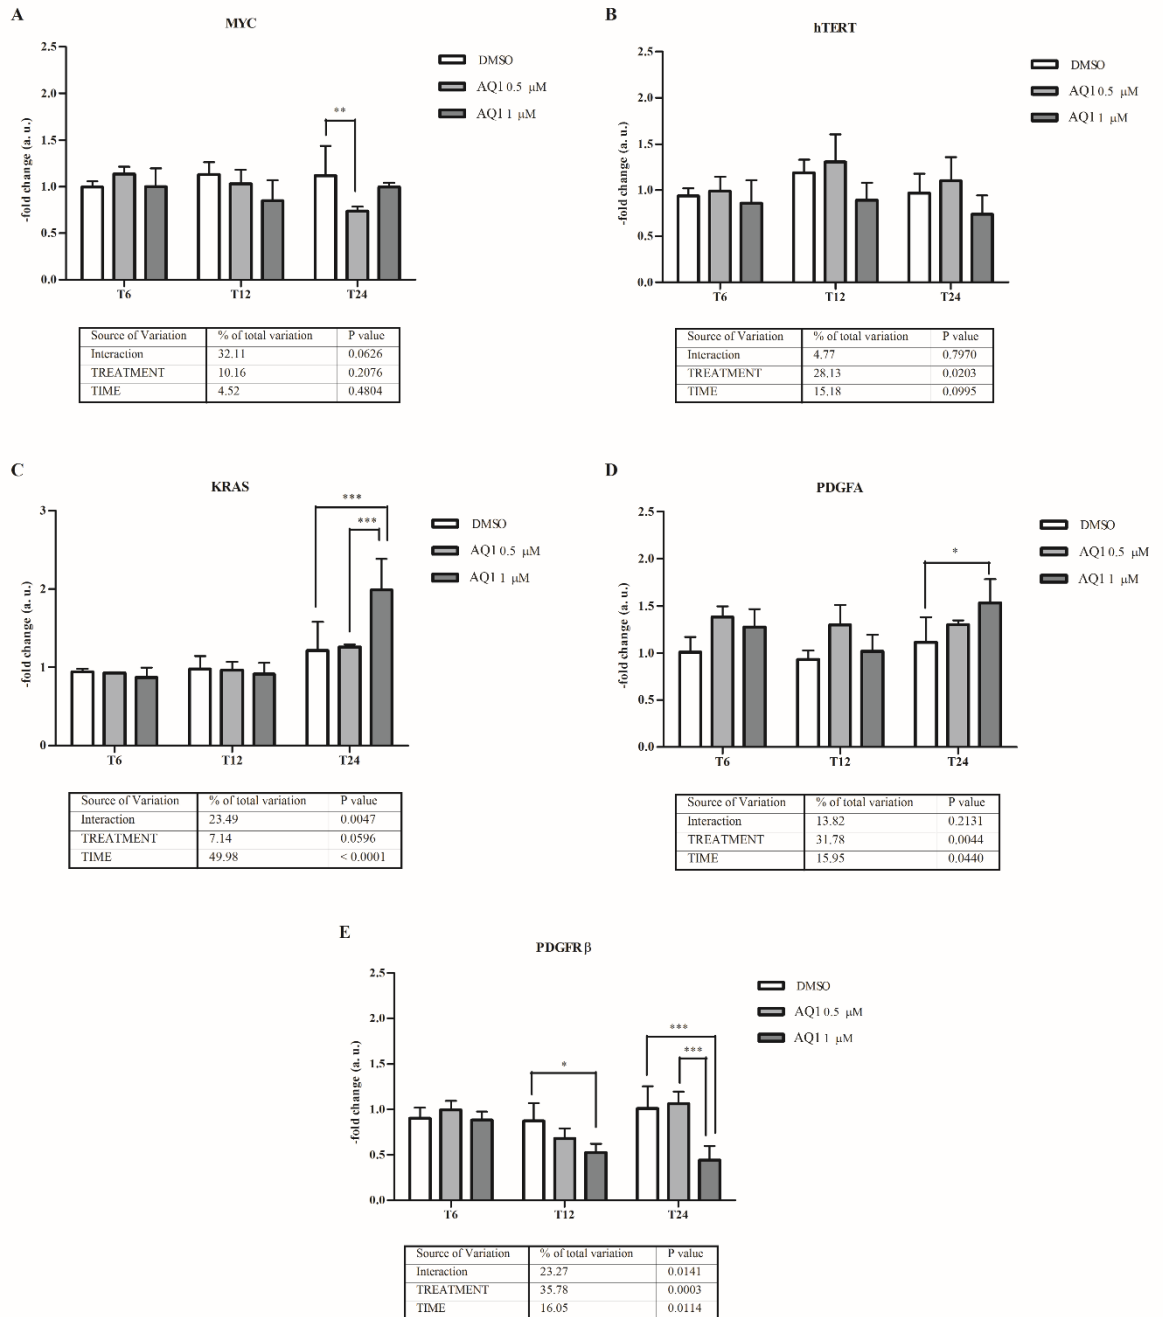 A
MYC
2.5
2.0
1.5
1.0
0.5
0.0
-fold change (a. u.)
**
T6 T12 T24
DMSO
AQ1 0.5 µM
AQ1 1 µM
Source of Variation % of total variation P value
Interaction 32.11 0.0626
TREATMENT 10.16 0.2076
TIME 4.52 0.4804
B
hTERT
2.5
2.0
1.5
1.0
0.5
0.0
-fold change (a. u.)
T6 T12 T24
DMSO
AQ1 0.5 µM
AQ1 1 µM
Source of Variation % of total variation P value
Interaction 4.77 0.7970
TREATMENT 28.13 0.0203
TIME 15.18 0.0995
C
KRAS
3
2
1
0
-fold change (a. u.)
***
***
T6 T12 T24
DMSO
AQ1 0.5 µM
AQ1 1 µM
Source of Variation % of total variation P value
Interaction 23.49 0.0047
TREATMENT 7.14 0.0596
TIME 49.98 < 0.0001
D
PDGFA
2.5
2.0
1.5
1.0
0.5
0.0
-fold change (a. u.)
*
T6 T12 T24
DMSO
AQ1 0.5 µM
AQ1 1 µM
Source of Variation % of total variation P value
Interaction 13.82 0.2131
TREATMENT 31.78 0.0044
TIME 15.95 0.0440
E
PDGFR β
2.5
2.0
1.5
1.0
0.5
0.0
-fold change (a. u.)
*
***
***
T6 T12 T24
DMSO
AQ1 0.5 µM
AQ1 1 µM
Source of Variation % of total variation P value
Interaction 23.27 0.0141
TREATMENT 35.78 0.0003
TIME 16.05 0.0114